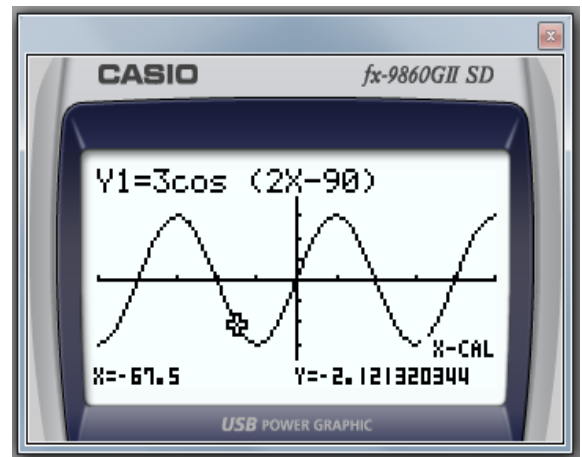 x
CASIO fx-9860GII SD
Y1=3cos (2X-90)
X-CAL
X=-67.5 Y=-2.121320344
USB POWER GRAPHIC